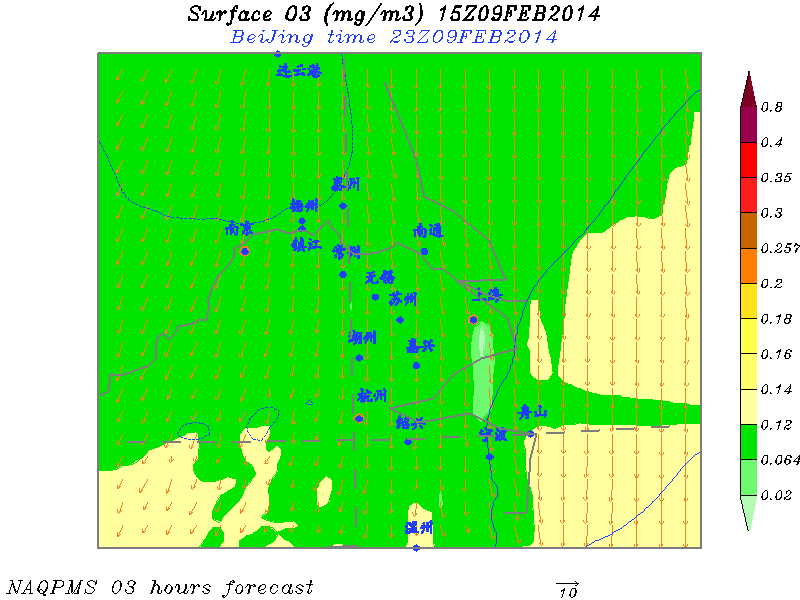 Surface O3 (mg/m3) 15Z09FEB2014
BeiJing time 23Z09FEB2014
连云港
泰州
扬州
南京
镇江
常州
南通
无锡
苏州
上海
湖州
嘉兴
杭州
绍兴
舟山
宁波
温州
0.8
0.4
0.35
0.3
0.257
0.2
0.18
0.16
0.14
0.12
0.064
0.02
NAQPMS 03 hours forecast
10